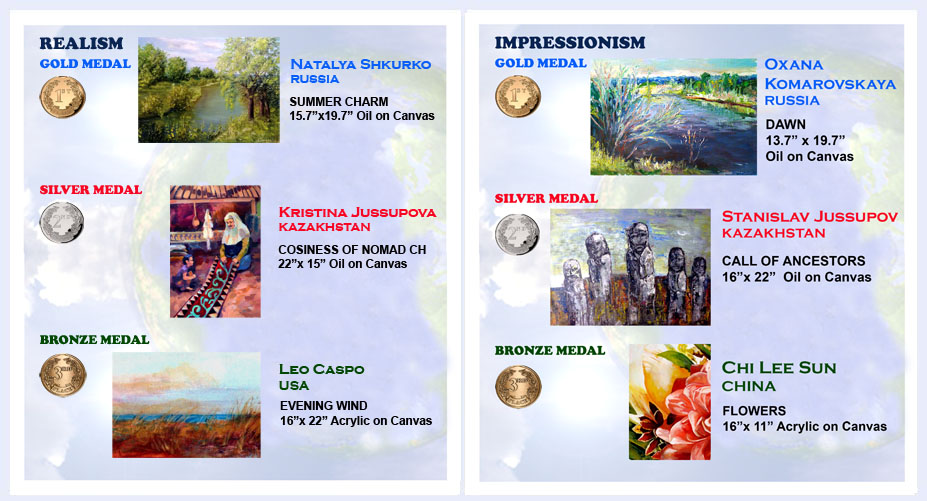 REALISM
GOLD MEDAL
NATALYA SHKURKO
RUSSIA
SUMMER CHARM
15.7”x19.7” Oil on Canvas
SILVER MEDAL
KRISTINA JUSSUPOVA
KAZAKHSTAN
COSINESS OF NOMAD CH
22”x 15” Oil on Canvas
BRONZE MEDAL
LEO CASPO
USA
EVENING WIND
16”x 22” Acrylic on Canvas
IMPRESSIONISM
GOLD MEDAL
OXANA
KOMAROVSKAYA
RUSSIA
DAWN
13.7” x 19.7”
Oil on Canvas
SILVER MEDAL
STANISLAV JUSSUPOV
KAZAKHSTAN
CALL OF ANCESTORS
16”x 22” Oil on Canvas
BRONZE MEDAL
CHI LEE SUN
CHINA
FLOWERS
16”x 11” Acrylic on Canvas